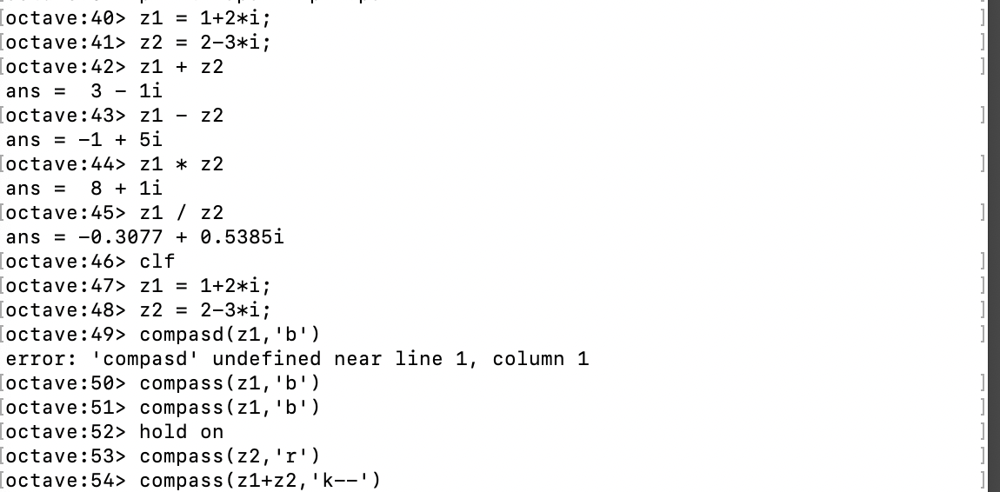 [octave:40> z1 = 1+2*i; ]
[octave:41> z2 = 2-3*i; ]
[octave:42> z1 + z2 ]
ans =  3 - 1i
[octave:43> z1 - z2 ]
ans = -1 + 5i
[octave:44> z1 * z2 ]
ans =  8 + 1i
[octave:45> z1 / z2 ]
ans = -0.3077 + 0.5385i
[octave:46> clf ]
[octave:47> z1 = 1+2*i; ]
[octave:48> z2 = 2-3*i; ]
[octave:49> compasd(z1,'b') ]
error: 'compasd' undefined near line 1, column 1
[octave:50> compass(z1,'b') ]
[octave:51> compass(z1,'b') ]
[octave:52> hold on ]
[octave:53> compass(z2,'r') ]
[octave:54> compass(z1+z2,'k--') ]